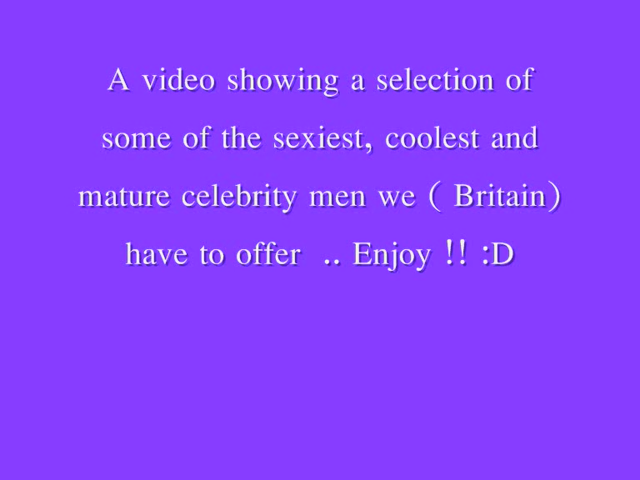 A video showing a selection of
some of the sexiest, coolest and
mature celebrity men we ( Britain)
have to offer  .. Enjoy !! :D